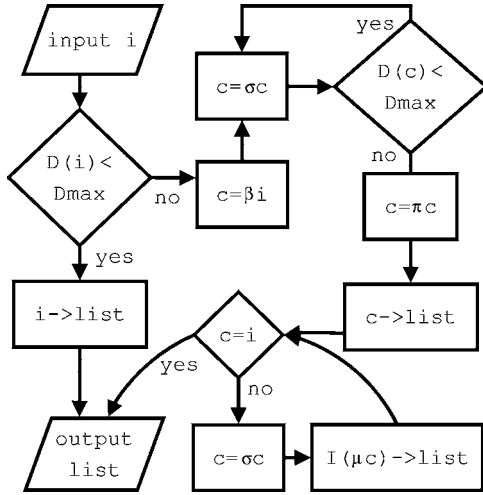 input i
D(i)<
Dmax
yes
no
c=βi
c=σc
D(c)<
Dmax
yes
no
c=πc
c->list
i->list
c=i
yes
no
c=σc
I(μc)->list
output
list